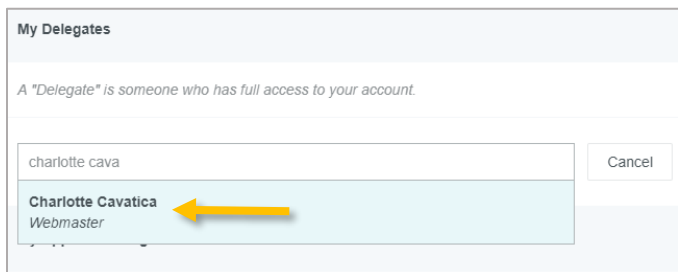 My Delegates
A "Delegate" is someone who has full access to your account.
charlotte cava
Cancel
Charlotte Cavatica
Webmaster